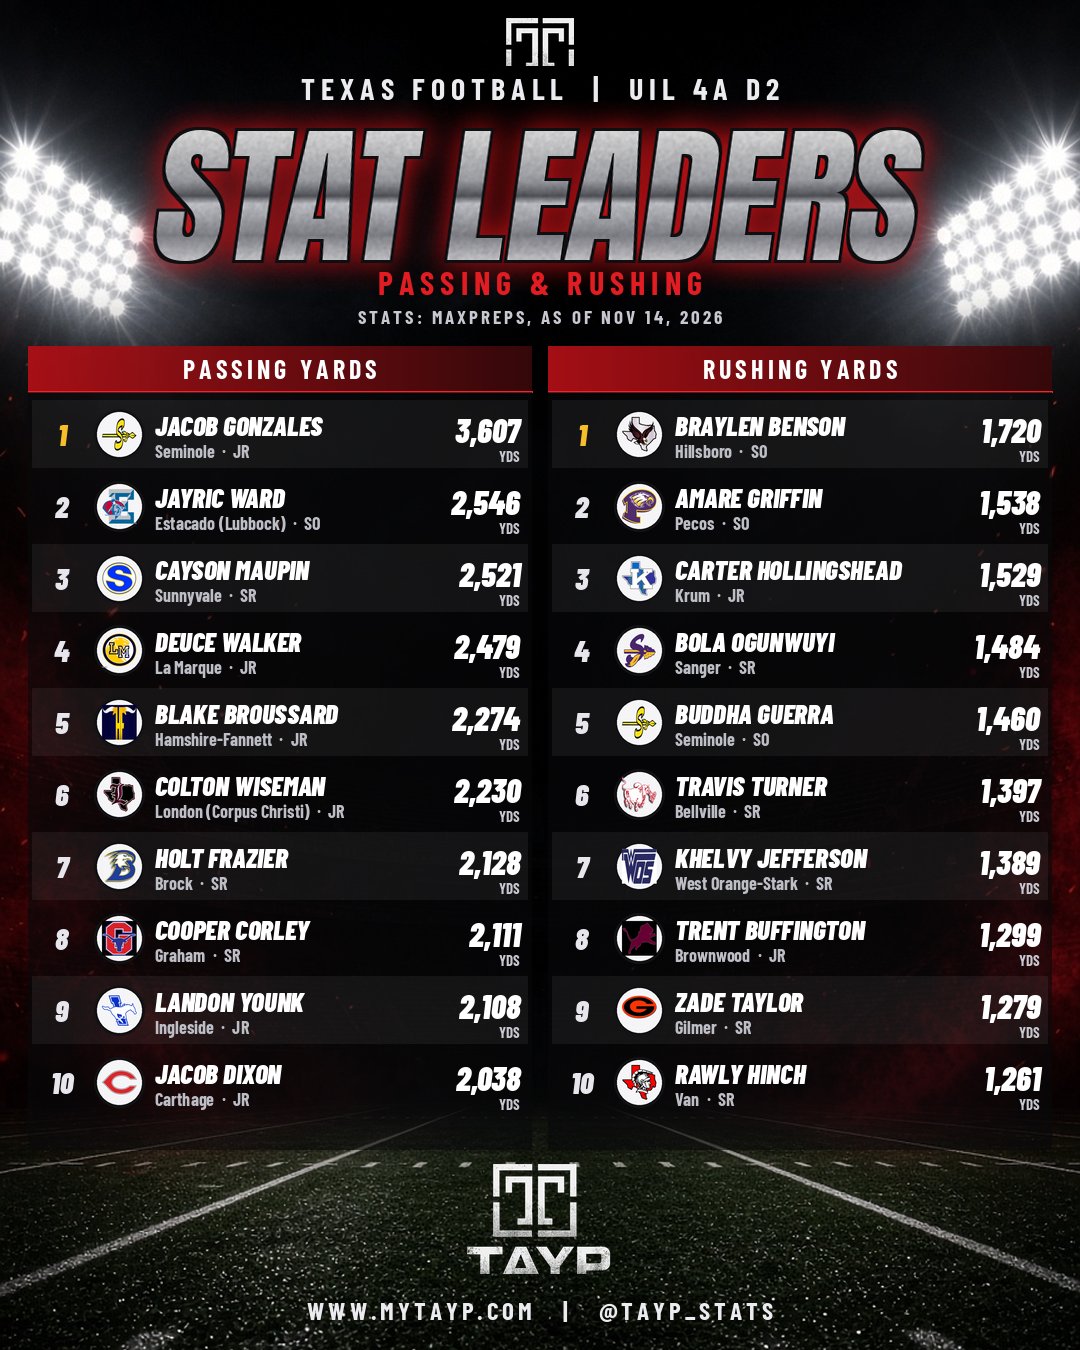 TEXAS FOOTBALL | UIL 4A D2
STAT LEADERS
PASSING & RUSHING
STATS: MAXPREPS, AS OF NOV 14, 2026
PASSING YARDS
1 JACOB GONZALES 3,607
Seminole · JR YDS
2 JAYRIC WARD 2,546
Estacado (Lubbock) · SO YDS
3 CAYSON MAUPIN 2,521
Sunnyvale · SR YDS
4 DEUCE WALKER 2,479
La Marque · JR YDS
5 BLAKE BROUSSARD 2,274
Hamshire-Fannett · JR YDS
6 COLTON WISEMAN 2,230
London (Corpus Christi) · JR YDS
7 HOLT FRAZIER 2,128
Brock · SR YDS
8 COOPER CORLEY 2,111
Graham · SR YDS
9 LANDON YOUNK 2,108
Ingleside · JR YDS
10 JACOB DIXON 2,038
Carthage · JR YDS
RUSHING YARDS
1 BRAYLEN BENSON 1,720
Hillsboro · SO YDS
2 AMARE GRIFFIN 1,538
Pecos · SO YDS
3 CARTER HOLLINGSHEAD 1,529
Krum · JR YDS
4 BOLA OGUNWUYI 1,484
Sanger · SR YDS
5 BUDDHA GUERRA 1,460
Seminole · SO YDS
6 TRAVIS TURNER 1,397
Bellville · SR YDS
7 KHELVY JEFFERSON 1,389
West Orange-Stark · SR YDS
8 TRENT BUFFINGTON 1,299
Brownwood · JR YDS
9 ZADE TAYLOR 1,279
Gilmer · SR YDS
10 RAWLY HINCH 1,261
Van · SR YDS
TAYP
WWW.MYTAYP.COM | @TAYP_STATS